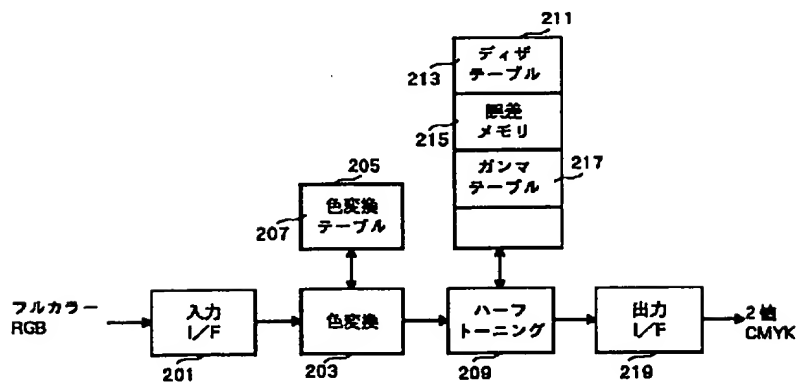 211
ディザ
テーブル
213
誤差
メモリ
215
ガンマ
テーブル
217
205
色変換
テーブル
207
フルカラー
RGB
入力
I/F
201
色変換
203
ハーフ
トーニング
209
出力
I/F
219
2値
CMYK